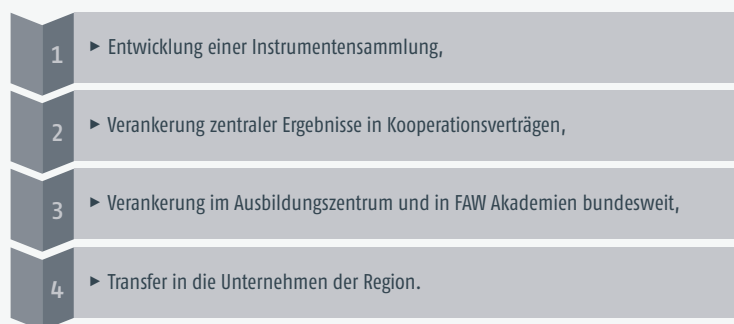 1 ▸ Entwicklung einer Instrumentensammlung,
2 ▸ Verankerung zentraler Ergebnisse in Kooperationsverträgen,
3 ▸ Verankerung im Ausbildungszentrum und in FAW Akademien bundesweit,
4 ▸ Transfer in die Unternehmen der Region.